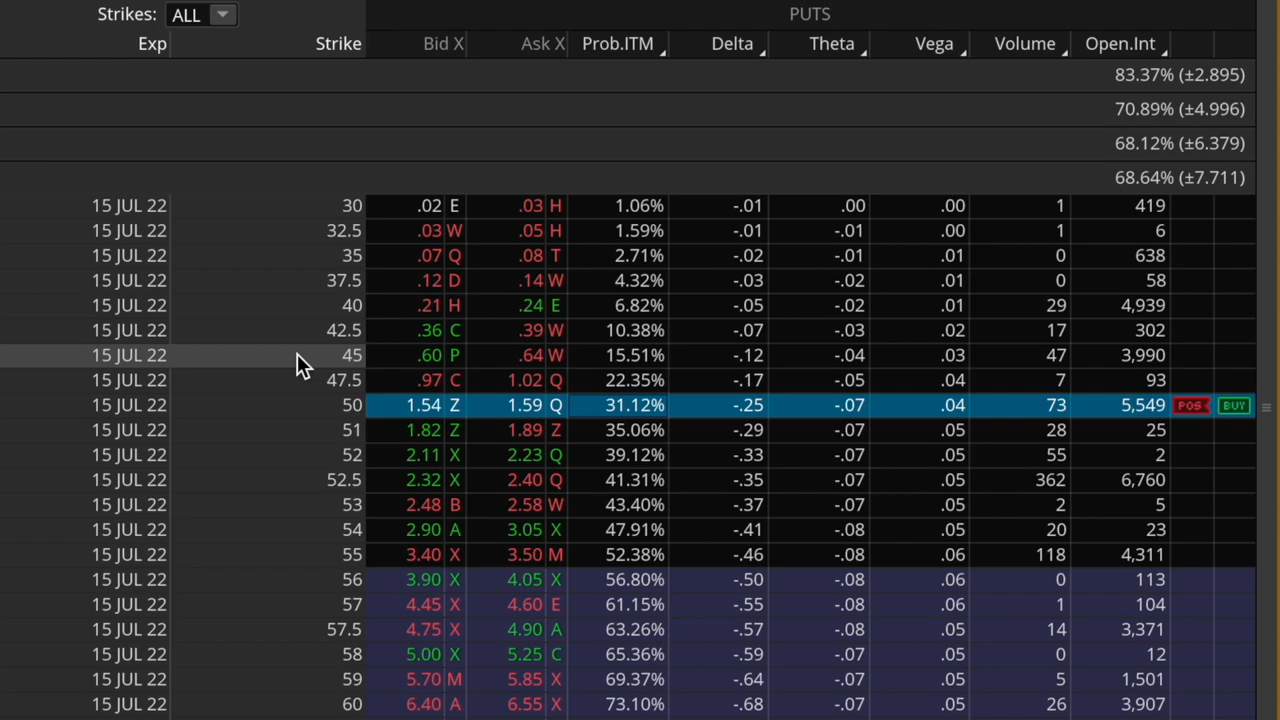 Strikes: ALL PUTS
Exp Strike Bid X Ask X Prob.ITM Delta Theta Vega Volume Open.Int
83.37% (±2.895)
70.89% (±4.996)
68.12% (±6.379)
68.64% (±7.711)
15 JUL 22 30 .02 E .03 H 1.06% -.01 .00 .00 1 419
15 JUL 22 32.5 .03 W .05 H 1.59% -.01 -.01 .00 1 6
15 JUL 22 35 .07 Q .08 T 2.71% -.02 -.01 .01 0 638
15 JUL 22 37.5 .12 D .14 W 4.32% -.03 -.01 .01 0 58
15 JUL 22 40 .21 H .24 E 6.82% -.05 -.02 .01 29 4,939
15 JUL 22 42.5 .36 C .39 W 10.38% -.07 -.03 .02 17 302
15 JUL 22 45 .60 P .64 W 15.51% -.12 -.04 .03 47 3,990
15 JUL 22 47.5 .97 C 1.02 Q 22.35% -.17 -.05 .04 7 93
15 JUL 22 50 1.54 Z 1.59 Q 31.12% -.25 -.07 .04 73 5,549 POS BUY
15 JUL 22 51 1.82 Z 1.89 Z 35.06% -.29 -.07 .05 28 25
15 JUL 22 52 2.11 X 2.23 Q 39.12% -.33 -.07 .05 55 2
15 JUL 22 52.5 2.32 X 2.40 Q 41.31% -.35 -.07 .05 362 6,760
15 JUL 22 53 2.48 B 2.58 W 43.40% -.37 -.07 .05 2 5
15 JUL 22 54 2.90 A 3.05 X 47.91% -.41 -.08 .05 20 23
15 JUL 22 55 3.40 X 3.50 M 52.38% -.46 -.08 .06 118 4,311
15 JUL 22 56 3.90 X 4.05 X 56.80% -.50 -.08 .06 0 113
15 JUL 22 57 4.45 X 4.60 E 61.15% -.55 -.08 .06 1 104
15 JUL 22 57.5 4.75 X 4.90 A 63.26% -.57 -.08 .05 14 3,371
15 JUL 22 58 5.00 X 5.25 C 65.36% -.59 -.07 .05 0 12
15 JUL 22 59 5.70 M 5.85 X 69.37% -.64 -.07 .05 5 1,501
15 JUL 22 60 6.40 A 6.55 X 73.10% -.68 -.07 .05 26 3,907